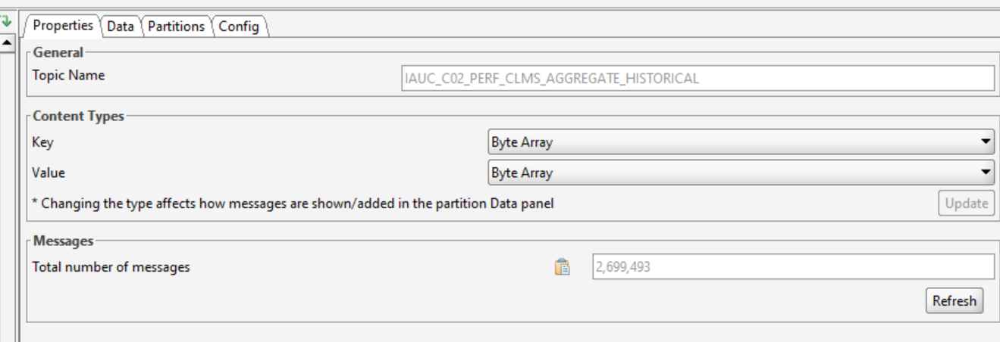 Properties Data Partitions Config
General
Topic Name IAUC_C02_PERF_CLMS_AGGREGATE_HISTORICAL
Content Types
Key Byte Array
Value Byte Array
* Changing the type affects how messages are shown/added in the partition Data panel Update
Messages
Total number of messages 2,699,493
Refresh